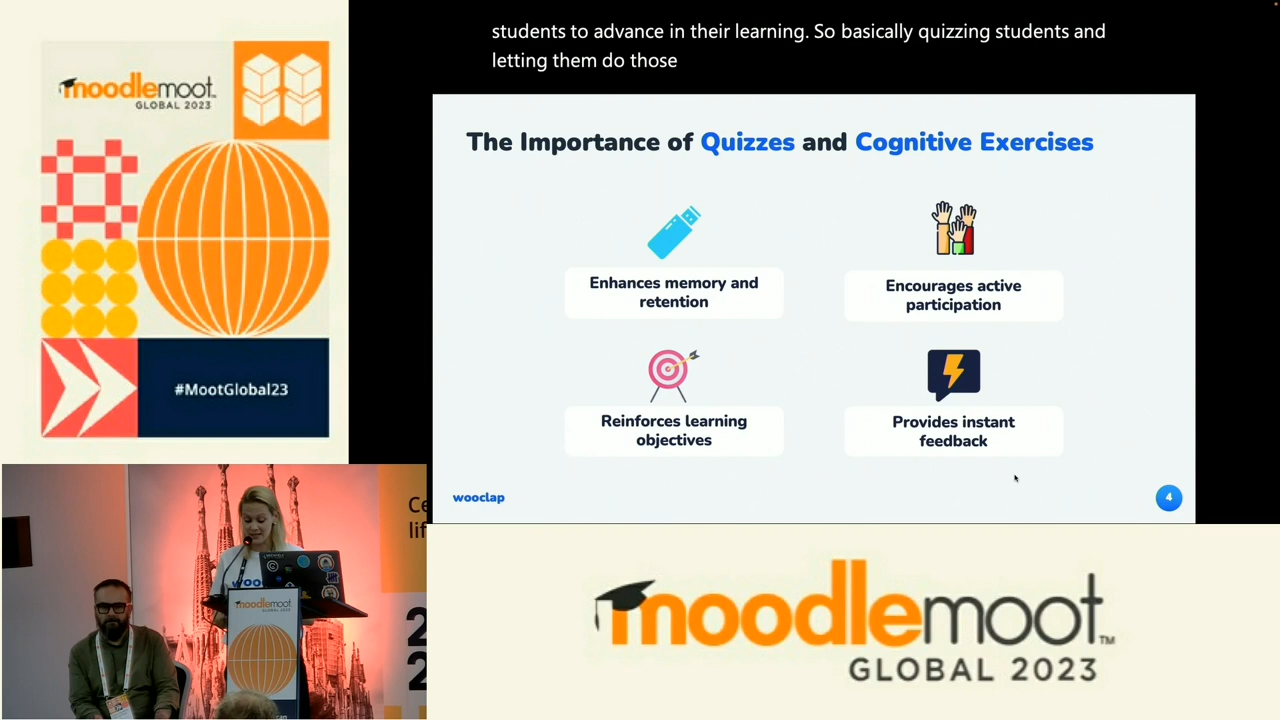 students to advance in their learning. So basically quizzing students and
letting them do those
moodlemoot™
GLOBAL 2023
#MootGlobal23
The Importance of Quizzes and Cognitive Exercises
Enhances memory and
retention
Encourages active
participation
Reinforces learning
objectives
Provides instant
feedback
wooclap
4
moodlemoot
GLOBAL 2023
moodlemoot™
GLOBAL 2023